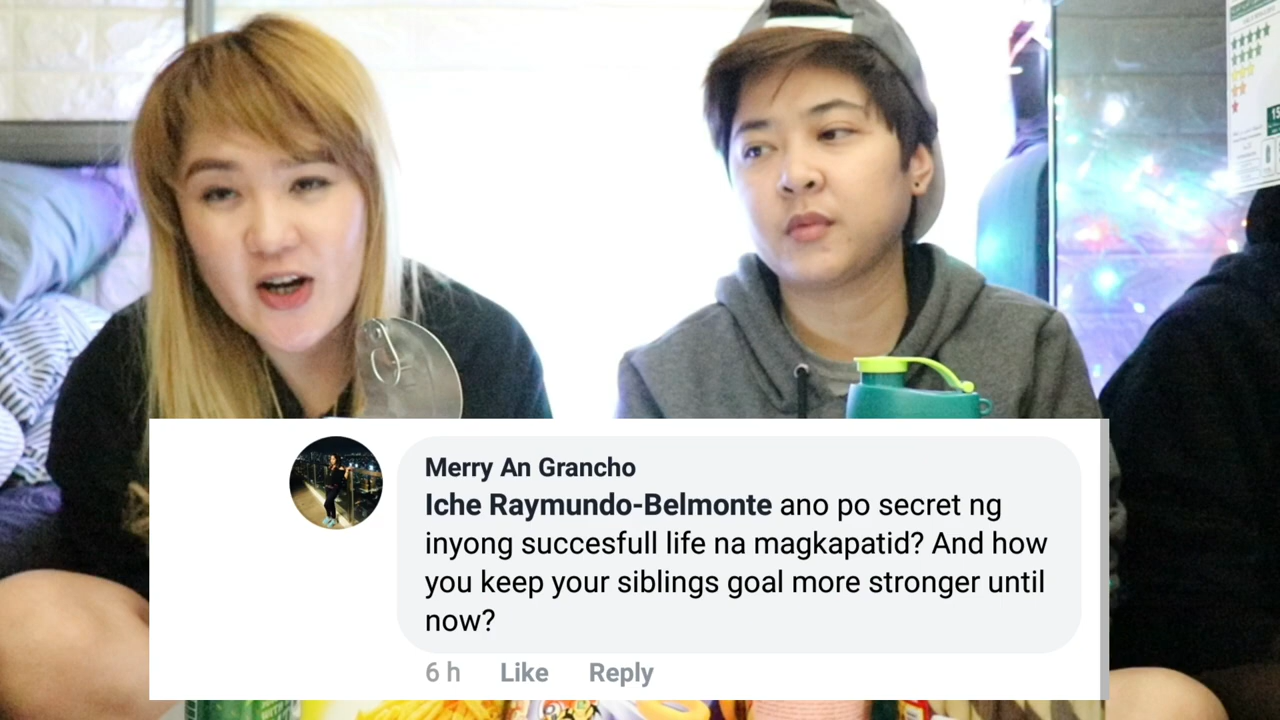 Merry An Grancho
Iche Raymundo-Belmonte ano po secret ng
inyong succesfull life na magkapatid? And how
you keep your siblings goal more stronger until
now?
6 h Like Reply